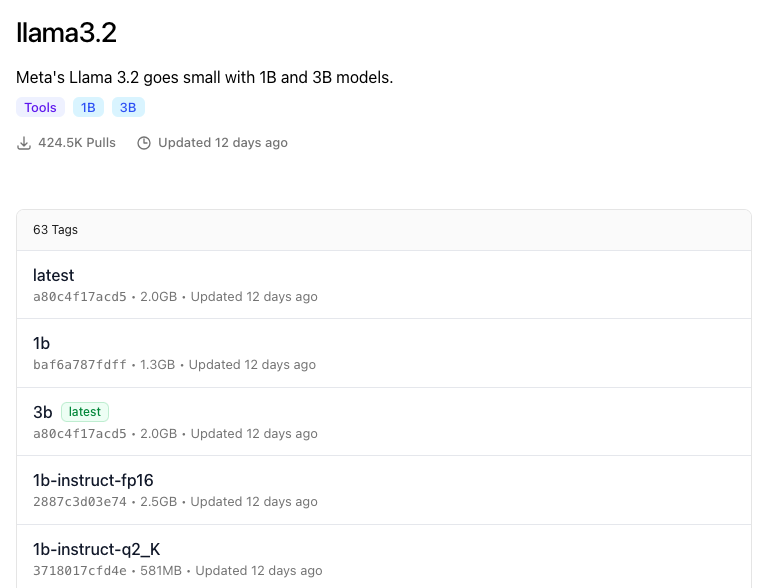 llama3.2
Meta's Llama 3.2 goes small with 1B and 3B models.
Tools 1B 3B
424.5K Pulls Updated 12 days ago
63 Tags
latest
a80c4f17acd5 • 2.0GB • Updated 12 days ago
1b
baf6a787fdff • 1.3GB • Updated 12 days ago
3b latest
a80c4f17acd5 • 2.0GB • Updated 12 days ago
1b-instruct-fp16
2887c3d03e74 • 2.5GB • Updated 12 days ago
1b-instruct-q2_K
3718017cfd4e • 581MB • Updated 12 days ago